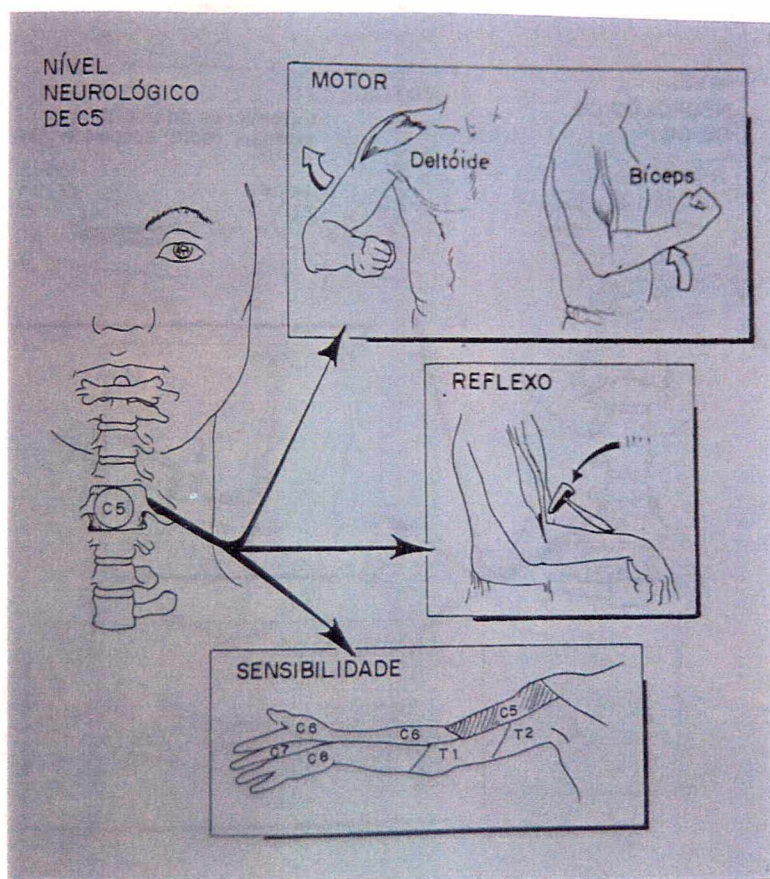 NÍVEL
NEUROLÓGICO
DE C5
MOTOR
Deltóide
Bíceps
REFLEXO
C5
SENSIBILIDADE
C5
C6
C6
C7
C8
T1
T2